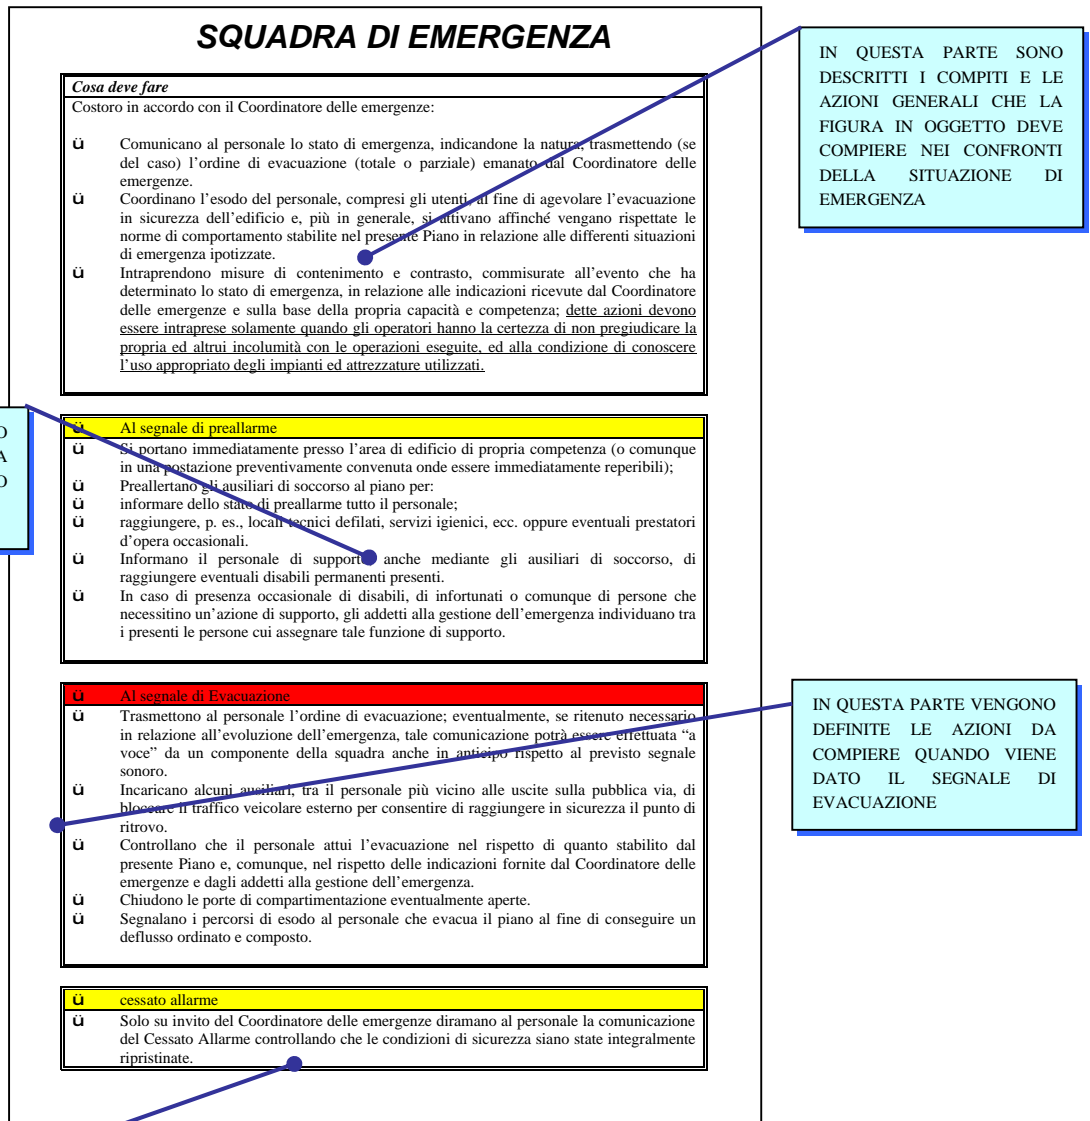 SQUADRA DI EMERGENZA
Cosa deve fare
Costoro in accordo con il Coordinatore delle emergenze:
ü Comunicano al personale lo stato di emergenza, indicandone la natura, trasmettendo (se
del caso) l’ordine di evacuazione (totale o parziale) emanato dal Coordinatore delle
emergenze.
ü Coordinano l’esodo del personale, compresi gli utenti, al fine di agevolare l’evacuazione
in sicurezza dell’edificio e, più in generale, si attivano affinché vengano rispettate le
norme di comportamento stabilite nel presente Piano in relazione alle differenti situazioni
di emergenza ipotizzate.
ü Intraprendono misure di contenimento e contrasto, commisurate all’evento che ha
determinato lo stato di emergenza, in relazione alle indicazioni ricevute dal Coordinatore
delle emergenze e sulla base della propria capacità e competenza; dette azioni devono
essere intraprese solamente quando gli operatori hanno la certezza di non pregiudicare la
propria ed altrui incolumità con le operazioni eseguite, ed alla condizione di conoscere
l’uso appropriato degli impianti ed attrezzature utilizzati.
IN QUESTA PARTE SONO
DESCRITTI I COMPITI E LE
AZIONI GENERALI CHE LA
FIGURA IN OGGETTO DEVE
COMPIERE NEI CONFRONTI
DELLA SITUAZIONE DI
EMERGENZA
O
A
O
ü Al segnale di preallarme
ü Si portano immediatamente presso l’area di edificio di propria competenza (o comunque
in una postazione preventivamente convenuta onde essere immediatamente reperibili);
ü Preallertano gli ausiliari di soccorso al piano per:
ü informare dello stato di preallarme tutto il personale;
ü raggiungere, p. es., locali tecnici defilati, servizi igienici, ecc. oppure eventuali prestatori
d’opera occasionali.
ü Informano il personale di supporto, anche mediante gli ausiliari di soccorso, di
raggiungere eventuali disabili permanenti presenti.
ü In caso di presenza occasionale di disabili, di infortunati o comunque di persone che
necessitino un’azione di supporto, gli addetti alla gestione dell’emergenza individuano tra
i presenti le persone cui assegnare tale funzione di supporto.
ü Al segnale di Evacuazione
ü Trasmettono al personale l’ordine di evacuazione; eventualmente, se ritenuto necessario
in relazione all’evoluzione dell’emergenza, tale comunicazione potrà essere effettuata “a
voce” da un componente della squadra anche in anticipo rispetto al previsto segnale
sonoro.
ü Incaricano alcuni ausiliari, tra il personale più vicino alle uscite sulla pubblica via, di
bloccare il traffico veicolare esterno per consentire di raggiungere in sicurezza il punto di
ritrovo.
ü Controllano che il personale attui l’evacuazione nel rispetto di quanto stabilito dal
presente Piano e, comunque, nel rispetto delle indicazioni fornite dal Coordinatore delle
emergenze e dagli addetti alla gestione dell’emergenza.
ü Chiudono le porte di compartimentazione eventualmente aperte.
ü Segnalano i percorsi di esodo al personale che evacua il piano al fine di conseguire un
deflusso ordinato e composto.
IN QUESTA PARTE VENGONO
DEFINITE LE AZIONI DA
COMPIERE QUANDO VIENE
DATO IL SEGNALE DI
EVACUAZIONE
ü cessato allarme
ü Solo su invito del Coordinatore delle emergenze diramano al personale la comunicazione
del Cessato Allarme controllando che le condizioni di sicurezza siano state integralmente
ripristinate.